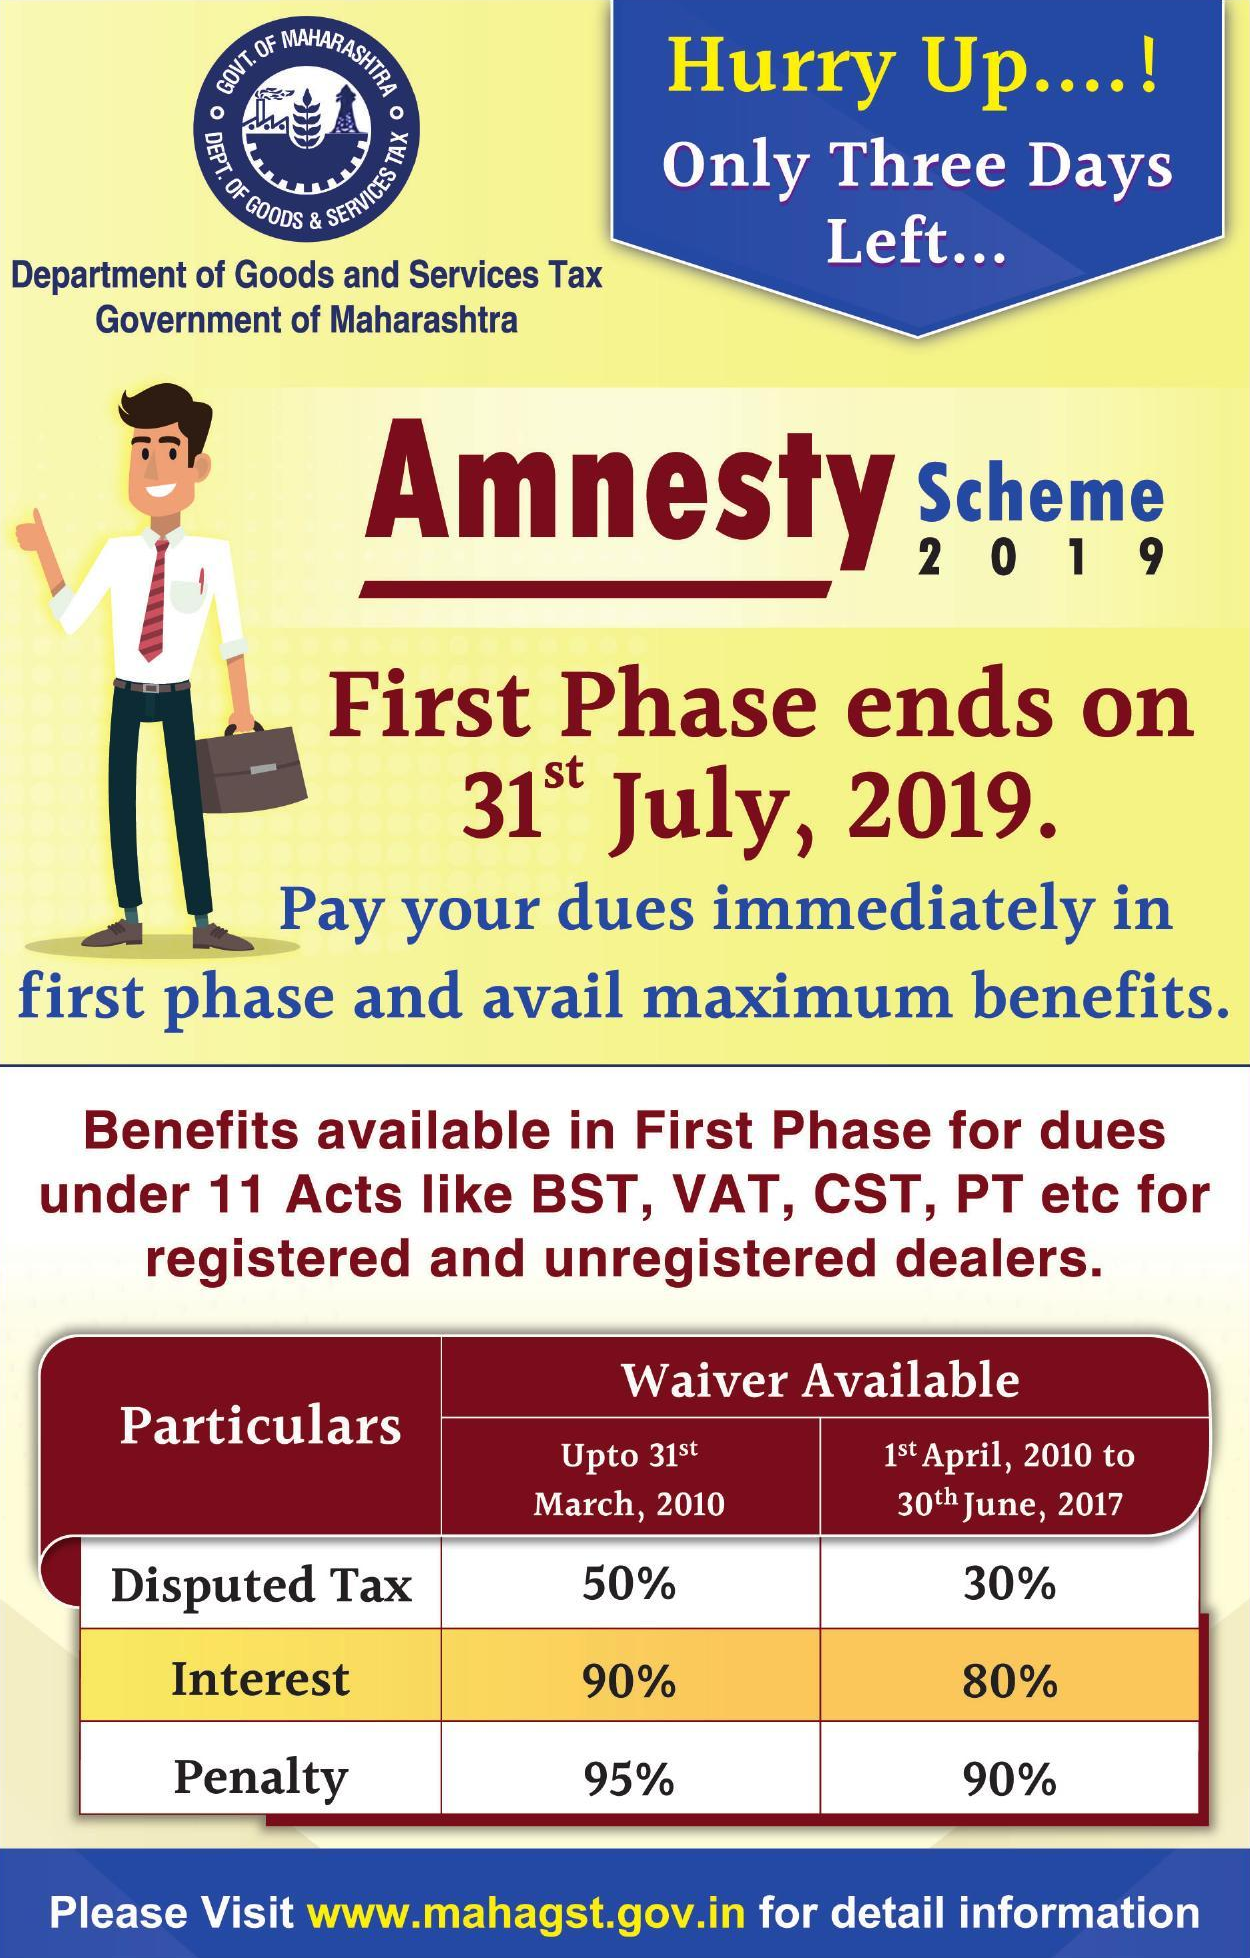 GOVT. OF MAHARASHTRA
DEPT. OF GOODS & SERVICES TAX
Department of Goods and Services Tax
Government of Maharashtra
Hurry Up....!
Only Three Days
Left...
Amnesty Scheme
2019
First Phase ends on
31st July, 2019.
Pay your dues immediately in
first phase and avail maximum benefits.
Benefits available in First Phase for dues
under 11 Acts like BST, VAT, CST, PT etc for
registered and unregistered dealers.
Particulars
Waiver Available
Upto 31st
March, 2010
1st April, 2010 to
30th June, 2017
Disputed Tax 50% 30%
Interest 90% 80%
Penalty 95% 90%
Please Visit www.mahagst.gov.in for detail information